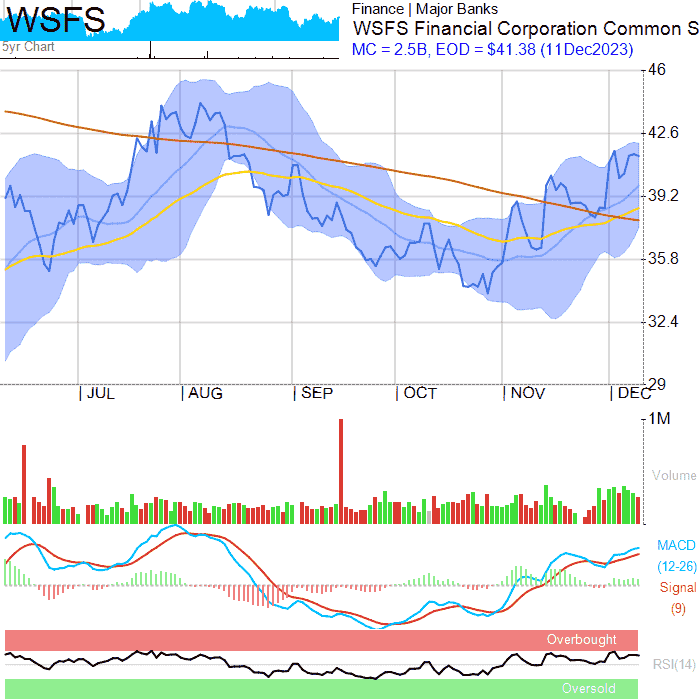 WSFS
5yr Chart
Finance | Major Banks
WSFS Financial Corporation Common S
MC = 2.5B, EOD = $41.38 (11Dec2023)
46
42.6
39.2
35.8
32.4
29
| JUL | AUG | SEP | OCT | NOV | DEC
1M
Volume
MACD
(12-26)
Signal
(9)
Overbought
RSI(14)
Oversold